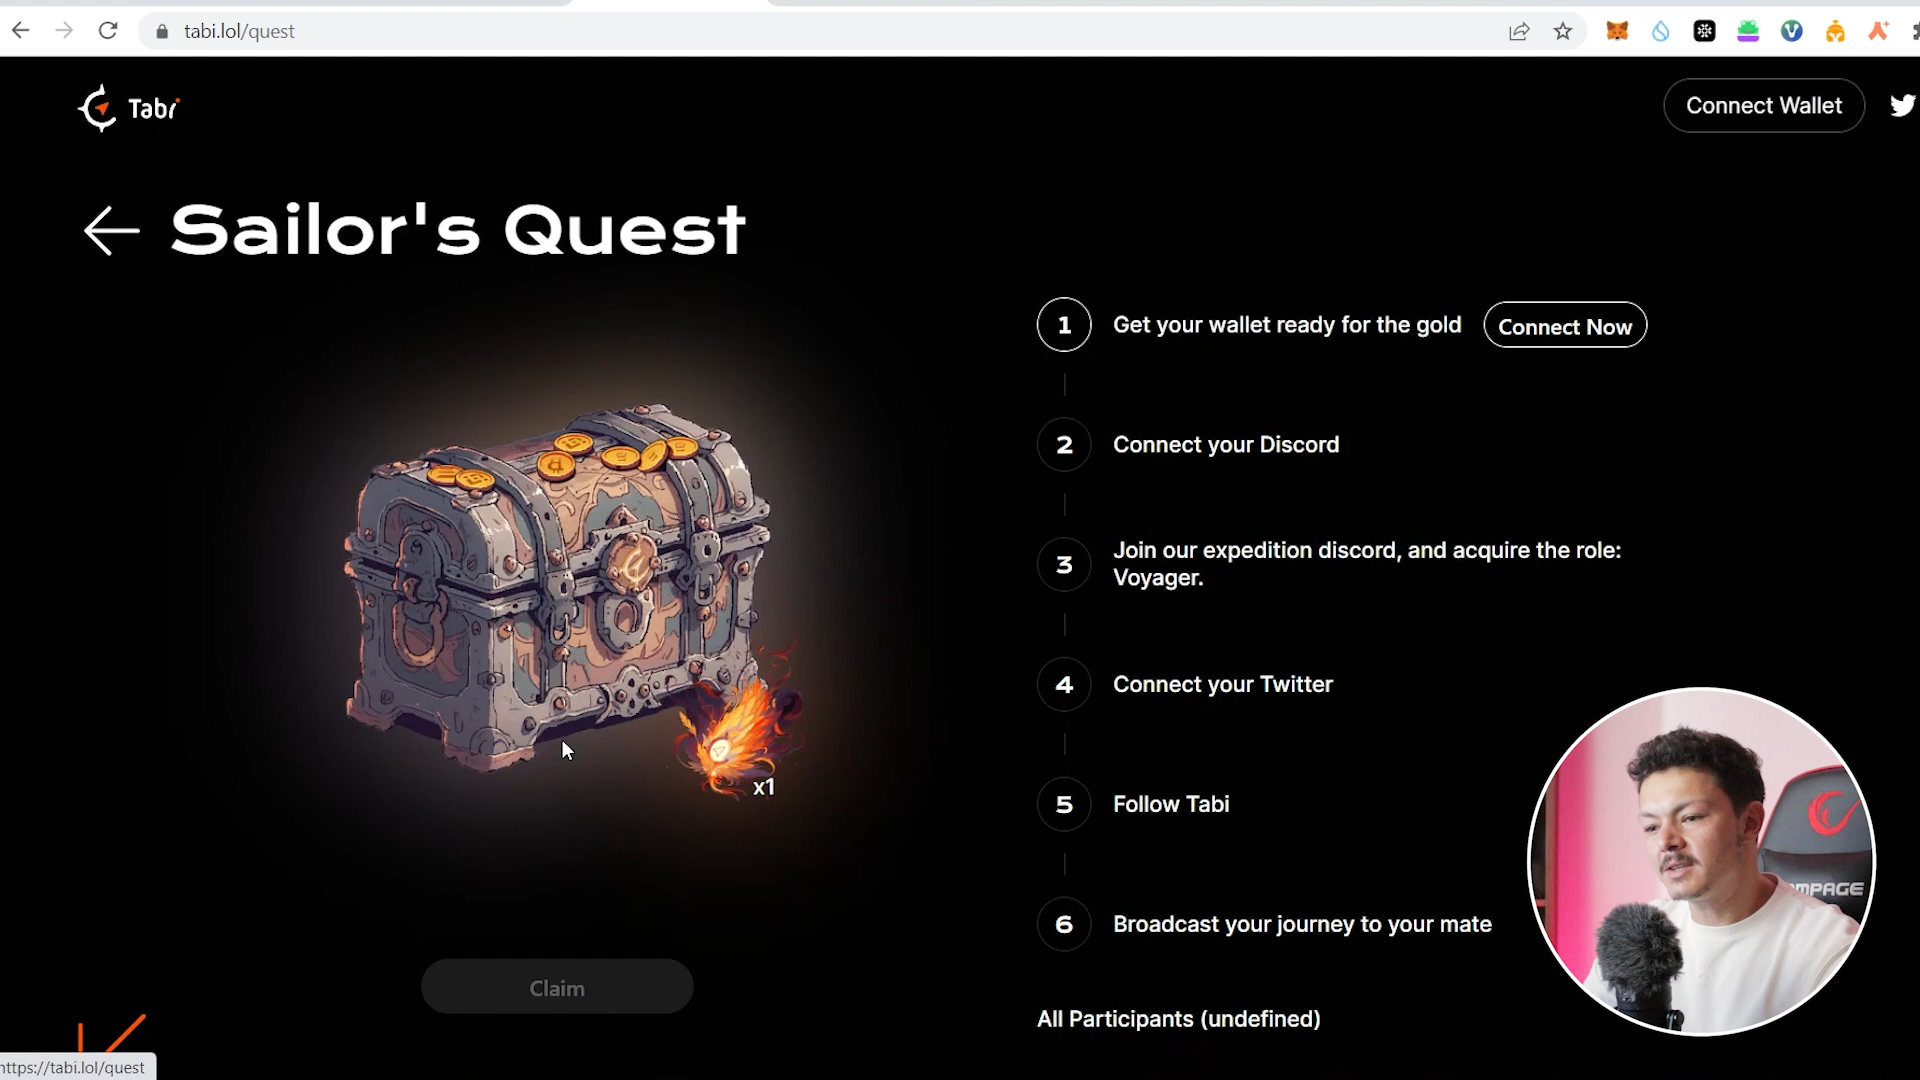 tabi.lol/quest
Tabi
Connect Wallet
Sailor's Quest
1 Get your wallet ready for the gold Connect Now
2 Connect your Discord
3 Join our expedition discord, and acquire the role:
Voyager.
4 Connect your Twitter
x1
5 Follow Tabi
6 Broadcast your journey to your mate
Claim
All Participants (undefined)
https://tabi.lol/quest
MPAGE